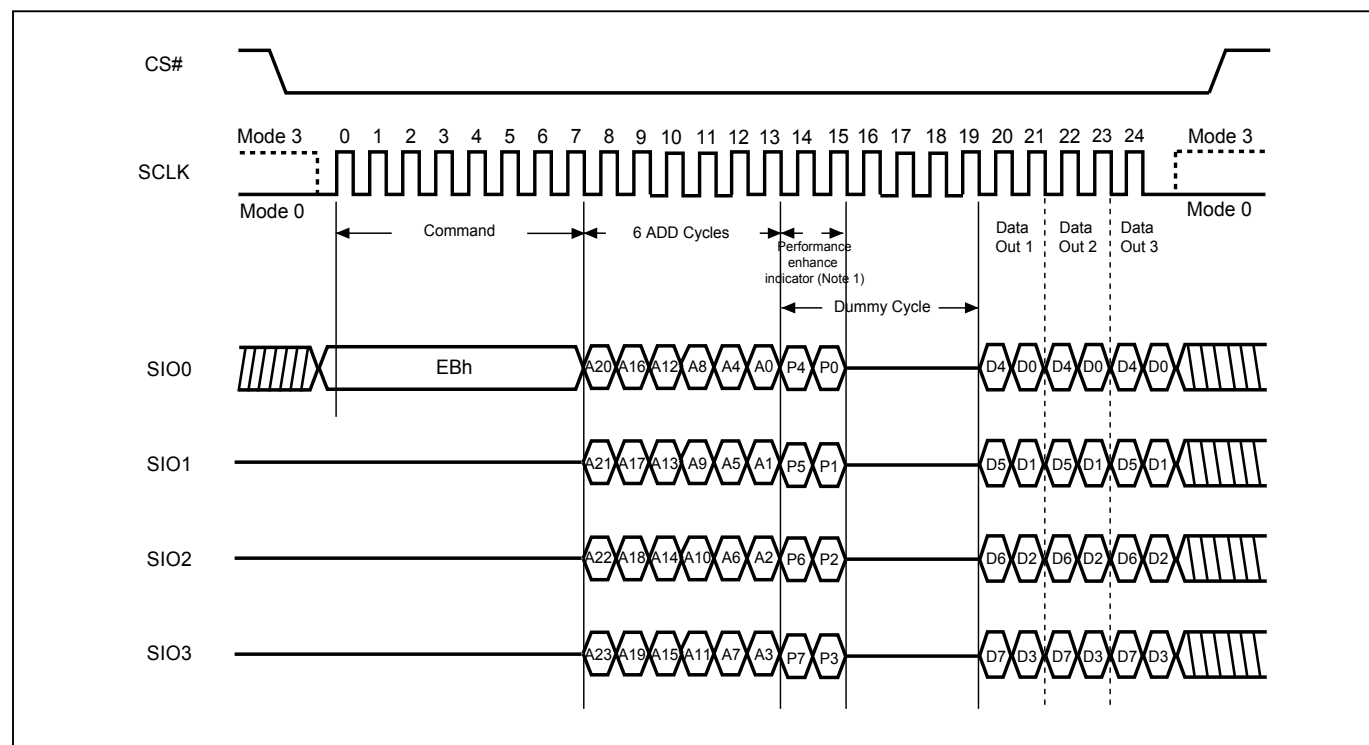 CS#
Mode 3 0 1 2 3 4 5 6 7 8 9 10 11 12 13 14 15 16 17 18 19 20 21 22 23 24 Mode 3
SCLK
Mode 0 Mode 0
Command 6 ADD Cycles Data Data Data
Out 1 Out 2 Out 3
Performance
enhance
indicator (Note 1)
Dummy Cycle
SIO0 EBh A20 A16 A12 A8 A4 A0 P4 P0 D4 D0 D4 D0 D4 D0
SIO1 A21 A17 A13 A9 A5 A1 P5 P1 D5 D1 D5 D1 D5 D1
SIO2 A22 A18 A14 A10 A6 A2 P6 P2 D6 D2 D6 D2 D6 D2
SIO3 A23 A19 A15 A11 A7 A3 P7 P3 D7 D3 D7 D3 D7 D3